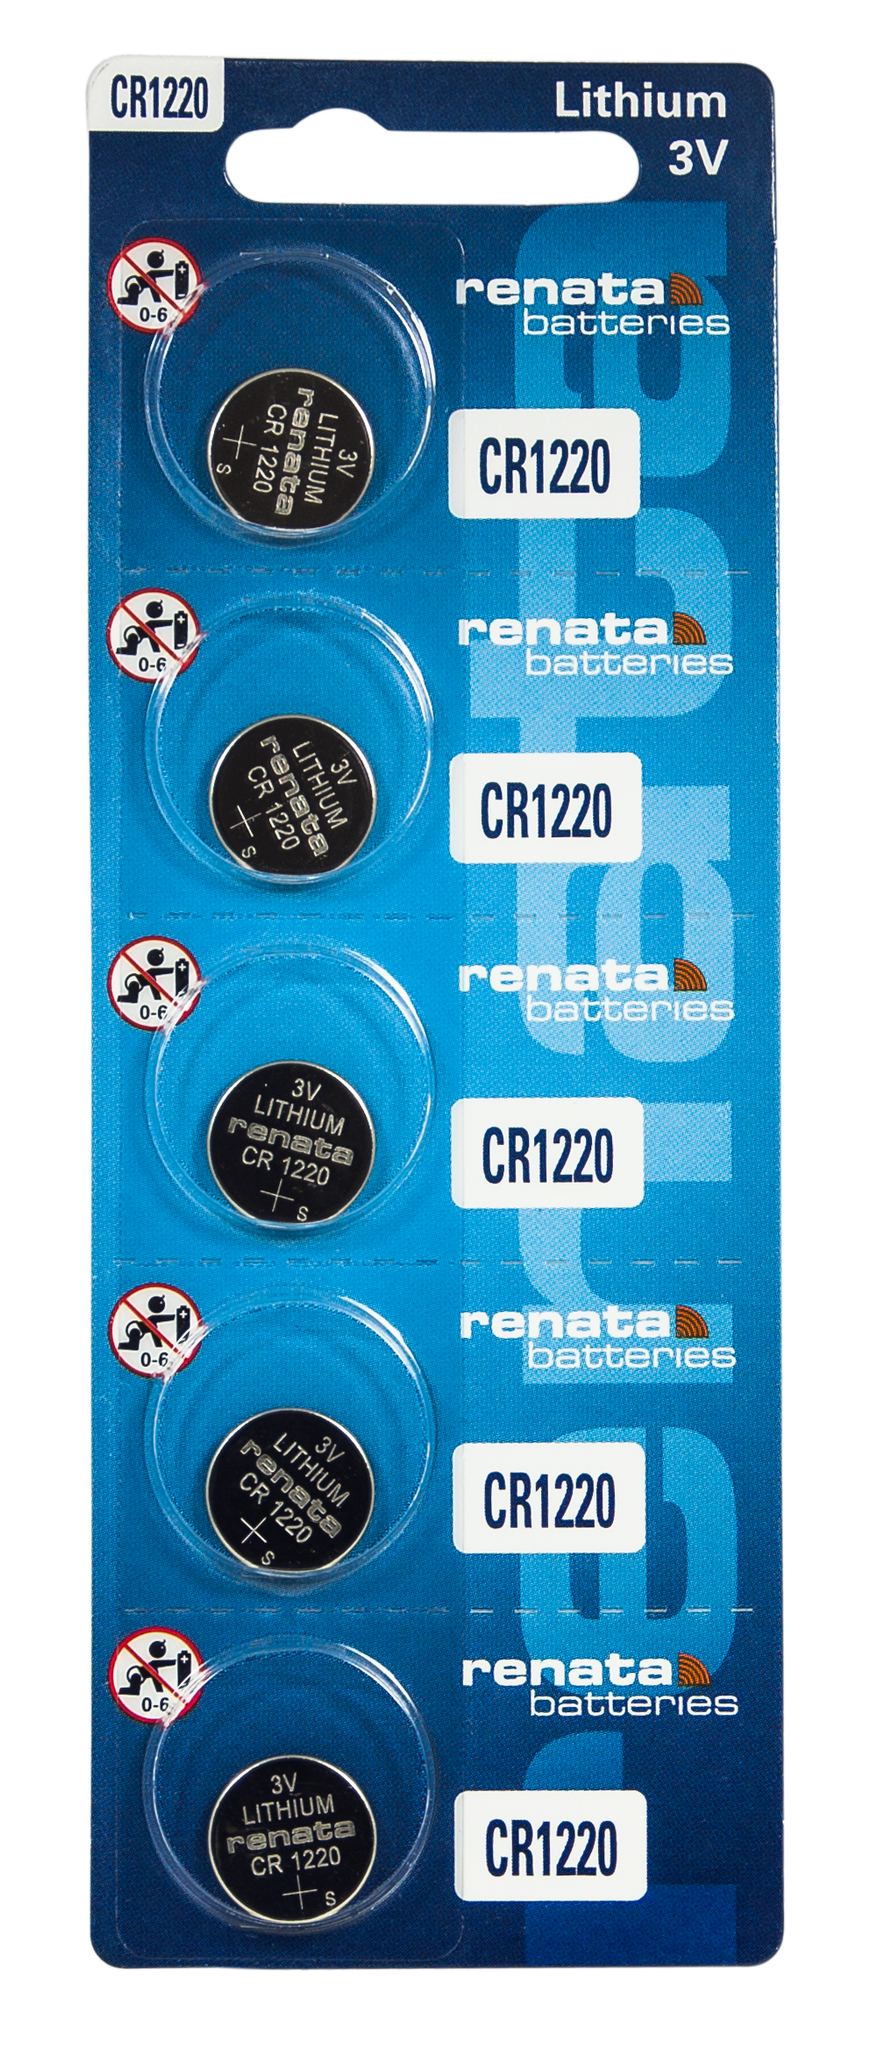 CR1220
Lithium
3V
0-6
renata
batteries
3V
LITHIUM
renata
CR 1220
+
S
CR1220
0-6
renata
batteries
3V
LITHIUM
renata
CR 1220
+
S
CR1220
0-6
renata
batteries
3V
LITHIUM
renata
CR 1220
+
S
CR1220
0-6
renata
batteries
3V
LITHIUM
renata
CR 1220
+
S
CR1220
0-6
renata
batteries
3V
LITHIUM
renata
CR 1220
+
S
CR1220
renata